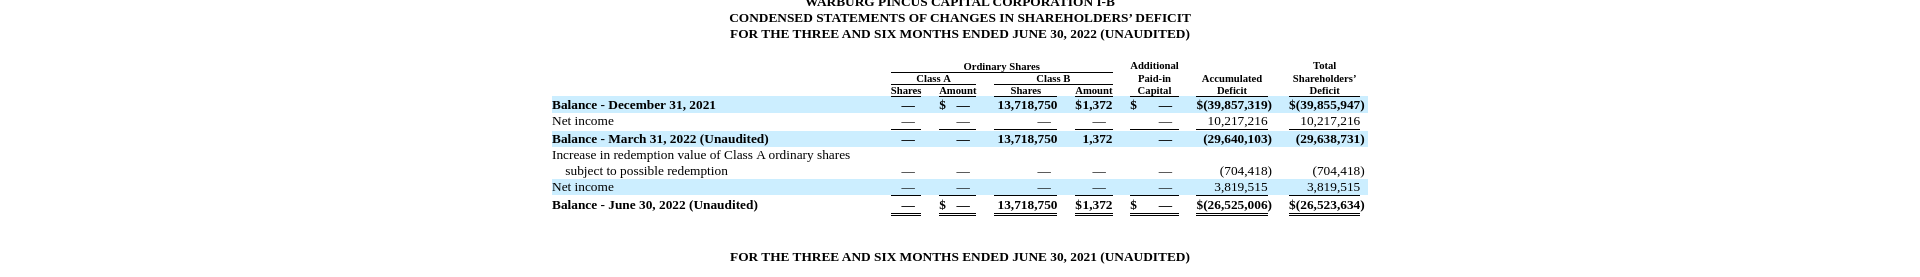 WARBURG PINCUS CAPITAL CORPORATION I-B
CONDENSED STATEMENTS OF CHANGES IN SHAREHOLDERS’ DEFICIT
FOR THE THREE AND SIX MONTHS ENDED JUNE 30, 2022 (UNAUDITED)
Ordinary Shares Additional Total
Class A Class B Paid-in Accumulated Shareholders’
Shares Amount Shares Amount Capital Deficit Deficit
Balance - December 31, 2021 — $ — 13,718,750 $1,372 $ — $(39,857,319) $(39,855,947)
Net income — — — — — 10,217,216 10,217,216
Balance - March 31, 2022 (Unaudited) — — 13,718,750 1,372 — (29,640,103) (29,638,731)
Increase in redemption value of Class A ordinary shares
subject to possible redemption — — — — — (704,418) (704,418)
Net income — — — — — 3,819,515 3,819,515
Balance - June 30, 2022 (Unaudited) — $ — 13,718,750 $1,372 $ — $(26,525,006) $(26,523,634)
FOR THE THREE AND SIX MONTHS ENDED JUNE 30, 2021 (UNAUDITED)